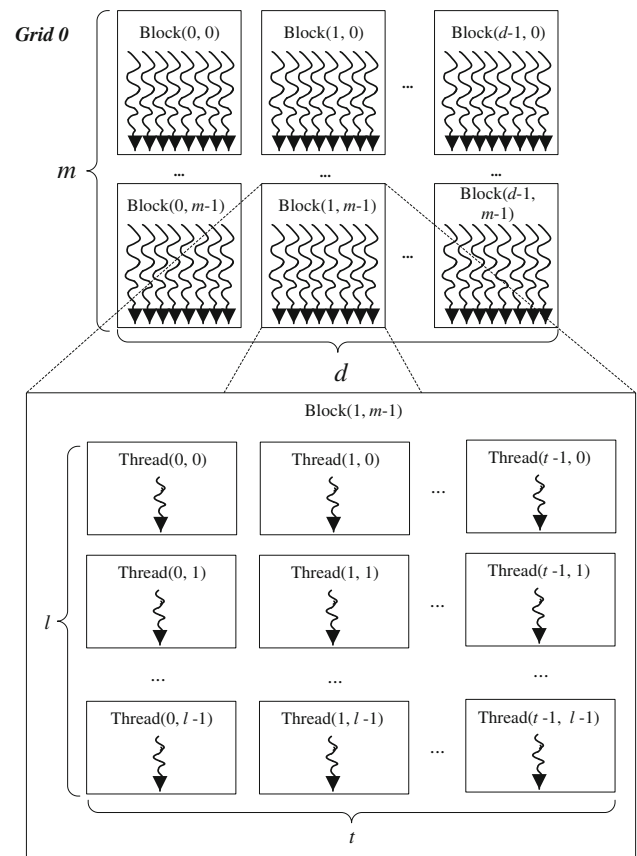 Grid 0
Block(0, 0) Block(1, 0) Block(d-1, 0)
...
m
... ... ...
Block(0, m-1) Block(1, m-1) Block(d-1,
m-1)
...
d
Block(1, m-1)
Thread(0, 0) Thread(1, 0) Thread(t -1, 0)
...
Thread(0, 1) Thread(1, 1) Thread(t -1, 1)
l
...
... ... ...
Thread(0, l -1) Thread(1, l -1) Thread(t -1, l -1)
...
t